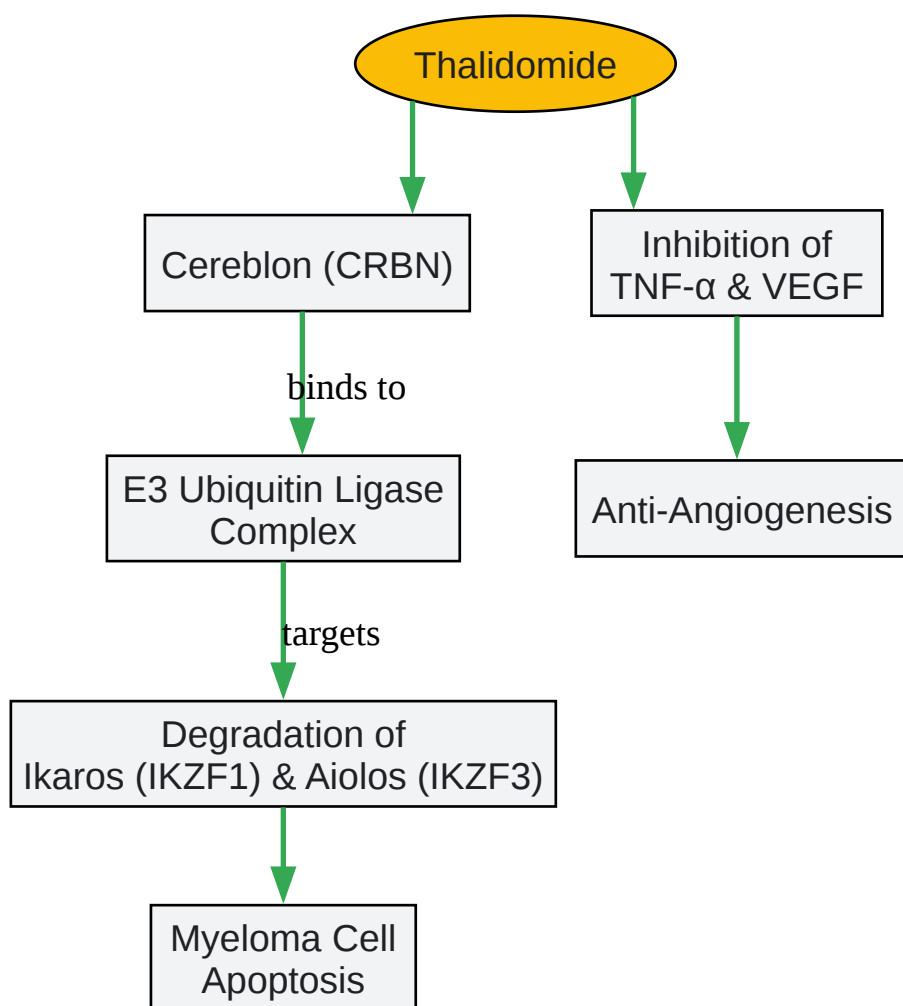 Thalidomide
Cereblon (CRBN)
Inhibition of
TNF-α & VEGF
binds to
E3 Ubiquitin Ligase
Complex
Anti-Angiogenesis
targets
Degradation of
Ikaros (IKZF1) & Aiolos (IKZF3)
Myeloma Cell
Apoptosis